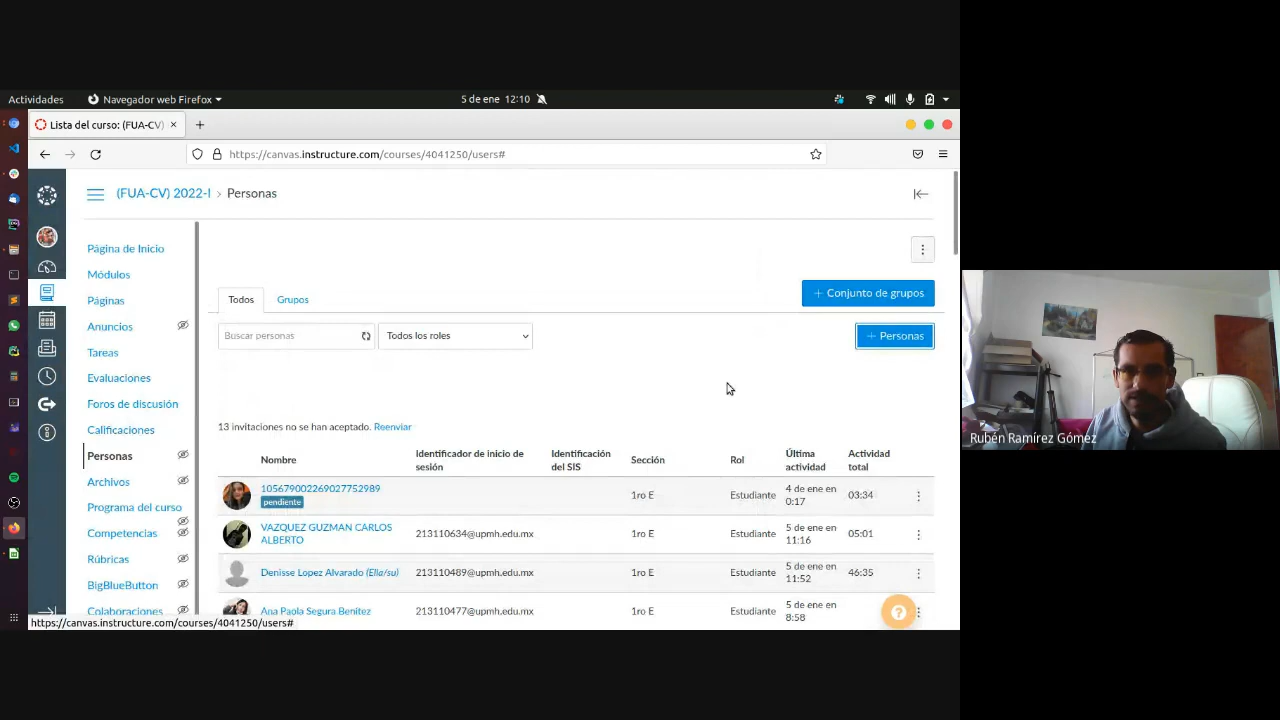 Actividades
Navegador web Firefox
5 de ene 12:10
Lista del curso: (FUA-CV)
https://canvas.instructure.com/courses/4041250/users#
(FUA-CV) 2022-I › Personas
Página de Inicio
Módulos
Páginas
Anuncios
Tareas
Evaluaciones
Foros de discusión
Calificaciones
Personas
Archivos
Programa del curso
Competencias
Rúbricas
BigBlueButton
Colaboraciones
Todos
Grupos
+ Conjunto de grupos
Buscar personas
Todos los roles
+ Personas
13 invitaciones no se han aceptado. Reenviar
Nombre
Identificador de inicio de
sesión
Identificación
del SIS
Sección
Rol
Última
actividad
Actividad
total
105679002269027752989
pendiente
1ro E
Estudiante
4 de ene en
0:17
03:34
VAZQUEZ GUZMAN CARLOS
ALBERTO
213110634@upmh.edu.mx
1ro E
Estudiante
5 de ene en
11:16
05:01
Denisse Lopez Alvarado (Ella/su)
213110489@upmh.edu.mx
1ro E
Estudiante
5 de ene en
11:52
46:35
Ana Paola Segura Benitez
213110477@upmh.edu.mx
1ro E
Estudiante
5 de ene en
8:58
https://canvas.instructure.com/courses/4041250/users#
Rubén Ramírez Gómez